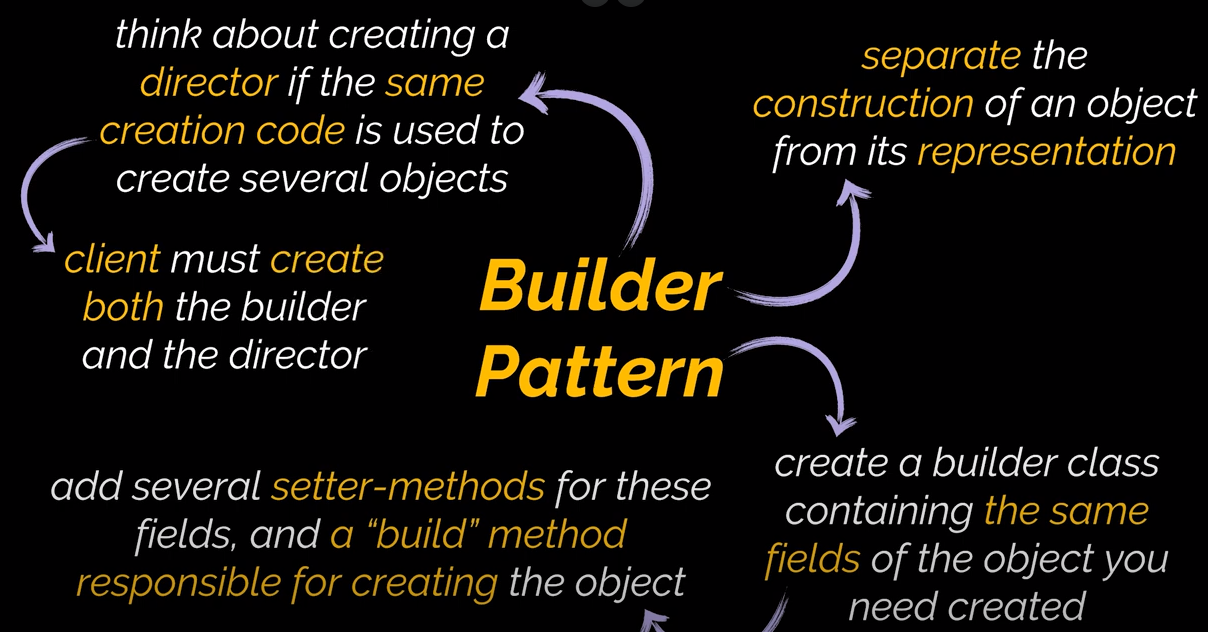 think about creating a
director if the same
creation code is used to
create several objects
separate the
construction of an object
from its representation
client must create
both the builder
and the director
Builder
Pattern
add several setter-methods for these
fields, and a “build” method
responsible for creating the object
create a builder class
containing the same
fields of the object you
need created